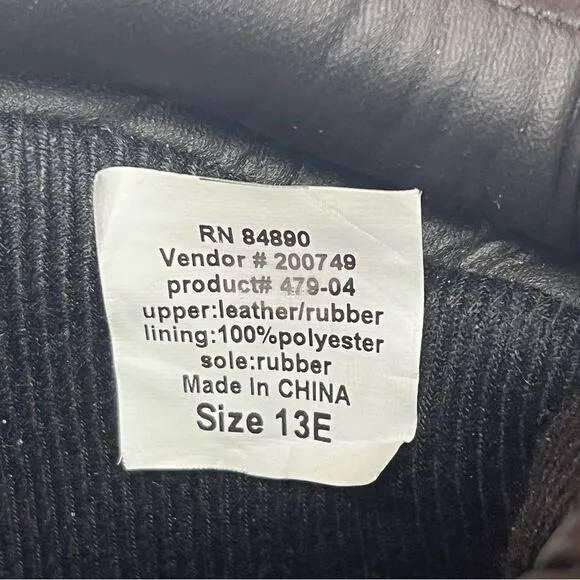 RN 84890
Vendor # 200749
product# 479-04
upper:leather/rubber
lining:100%polyester
sole:rubber
Made In CHINA
Size 13E